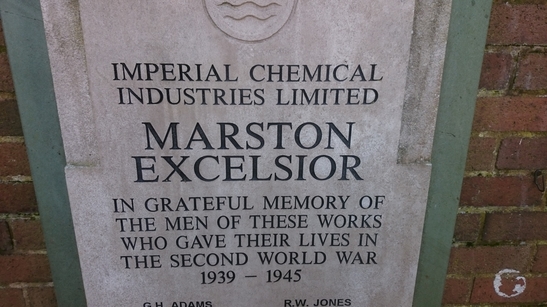 IMPERIAL CHEMICAL
INDUSTRIES LIMITED
MARSTON
EXCELSIOR
IN GRATEFUL MEMORY OF
THE MEN OF THESE WORKS
WHO GAVE THEIR LIVES IN
THE SECOND WORLD WAR
1939 – 1945
G.H. ADAMS R.W. JONES